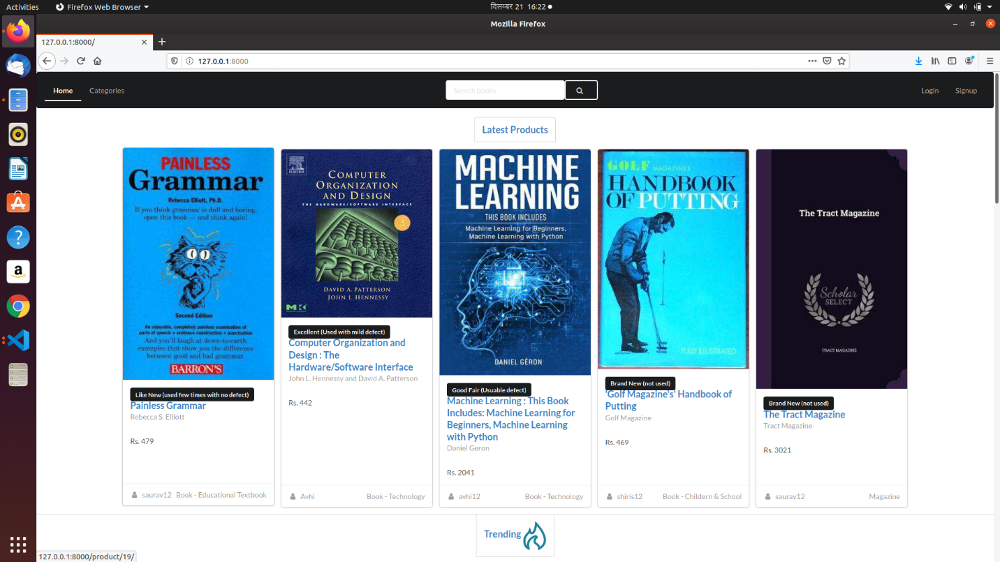 Activities
Firefox Web Browser
दिसम्बर 21 16:22
Mozilla Firefox
127.0.0.1:8000/
127.0.0.1:8000
Home
Categories
Search books
Login
Signup
Latest Products
PAINLESS
Grammar
Rebecca Elliott, Ph.D.
If you think grammar is dull and boring,
open this book — and think again!
Second Edition
An enjoyable, completely painless examination of
parts of speech • sentence construction • punctuation
And you'll laugh at down-to-earth
examples that show you the difference
between good and bad grammar
BARRON'S
Like New (used few times with no defect)
Painless Grammar
Rebecca S. Elliott
Rs. 479
saurav12
Book - Educational Textbook
ELSEVIER
COMPUTER
ORGANIZATION
AND DESIGN
THE HARDWARE/SOFTWARE INTERFACE
3
DAVID A. PATTERSON
JOHN L. HENNESSY
Excellent (Used with mild defect)
Computer Organization and
Design : The
Hardware/Software Interface
John L. Hennessy and David A. Patterson
Rs. 442
Avhi
Book - Technology
MACHINE
LEARNING
THIS BOOK INCLUDES
Machine Learning for Beginners,
Machine Learning with Python
DANIEL GÉRON
Good Fair (Usuable defect)
Machine Learning : This Book
Includes: Machine Learning for
Beginners, Machine Learning
with Python
Daniel Geron
Rs. 2041
avhi12
Book - Technology
GOLF MAGAZINE'S
HANDBOOK
OF PUTTING
FULLY ILLUSTRATED
Brand New (not used)
'Golf Magazine's' Handbook of
Putting
Golf Magazine
Rs. 469
shiris12
Book - Childern & School
The Tract Magazine
Scholar
SELECT
TRACT MAGAZINE
Brand New (not used)
The Tract Magazine
Tract Magazine
Rs. 3021
saurav12
Magazine
Trending
127.0.0.1:8000/product/19/